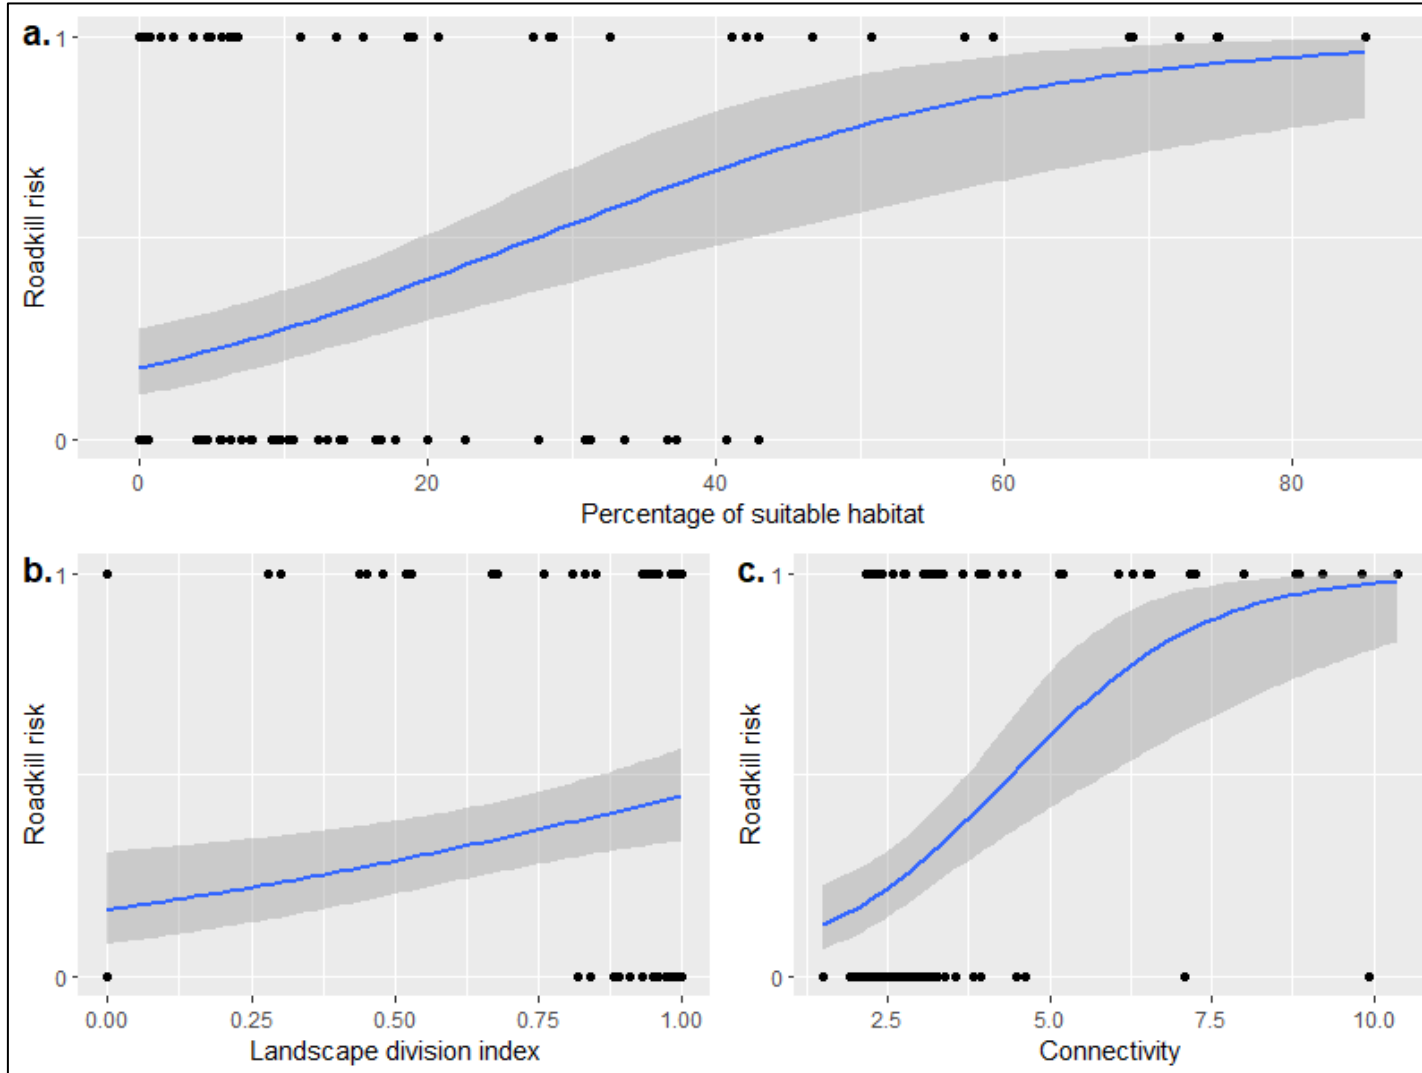 a.
1
Roadkill risk
0
0 20 40 60 80
Percentage of suitable habitat
b.
1
Roadkill risk
0
0.00 0.25 0.50 0.75 1.00
Landscape division index
c.
1
Roadkill risk
0
2.5 5.0 7.5 10.0
Connectivity